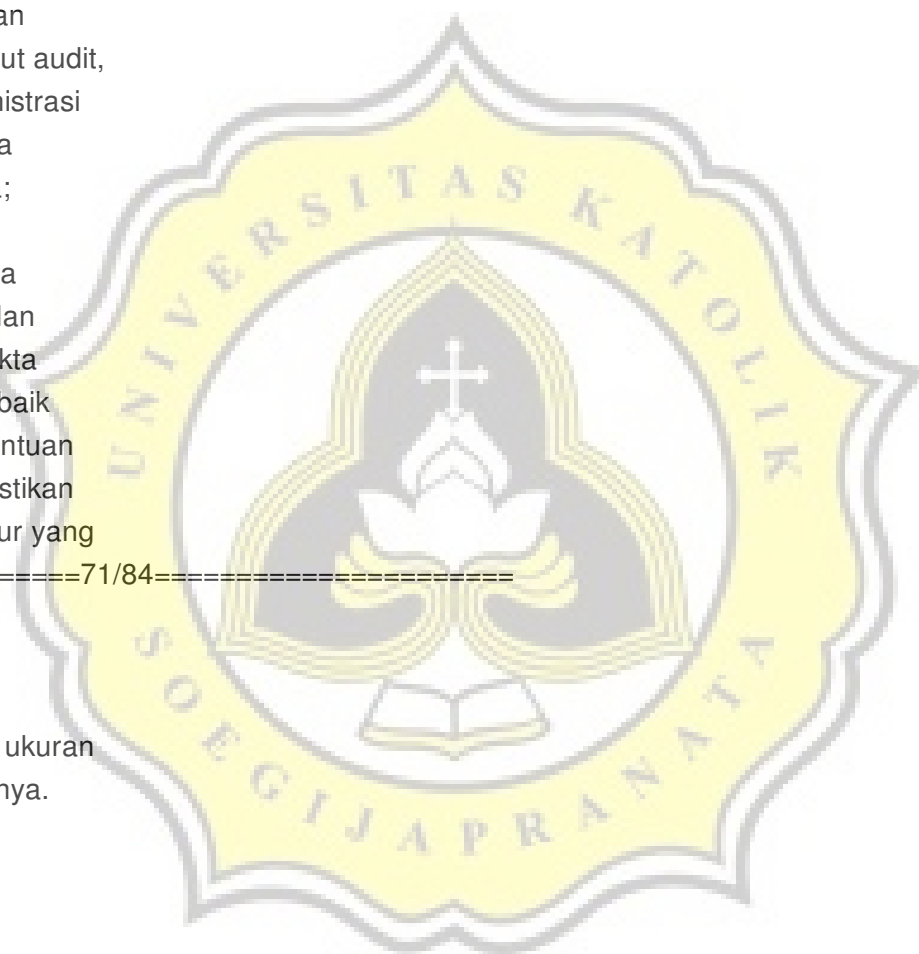 an
ut audit,
nistrasi
a
.;
a
dan
kta
baik
ntuan
stikan
ur yang
=====71/84======================
ukuran
nya.
UNIVERSITAS KATOLIK
SOEGIJAPRANATA